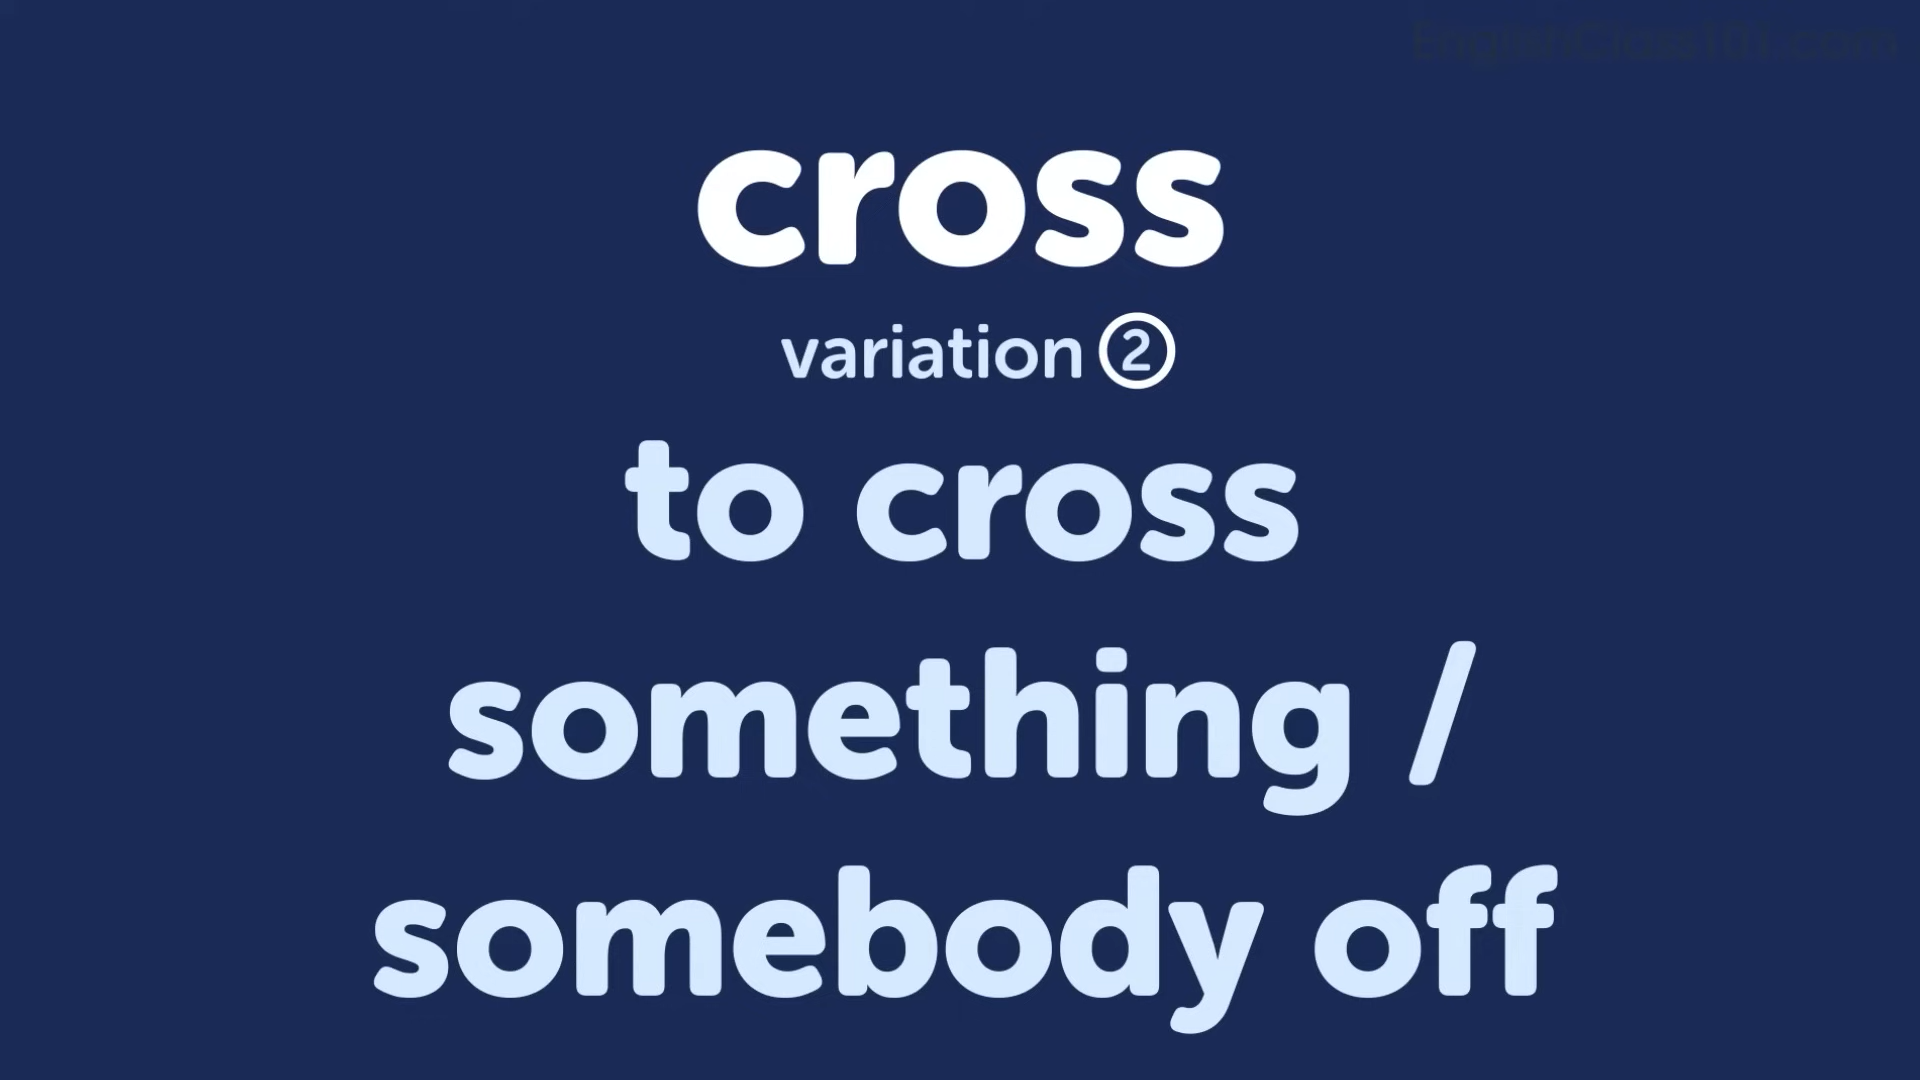 cross
variation ②
to cross
something /
somebody off